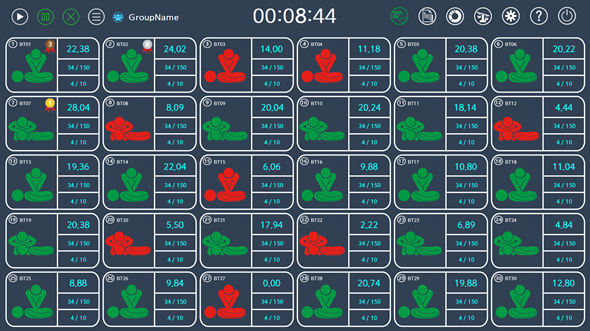 GroupName 00:08:44
1 BT01 3 22,38
34 / 150
4 / 10
2 BT02 2 24,02
34 / 150
4 / 10
3 BT03 14,00
34 / 150
4 / 10
4 BT04 11,18
34 / 150
4 / 10
5 BT05 20,38
34 / 150
4 / 10
6 BT06 20,22
34 / 150
4 / 10
7 BT07 1 28,04
34 / 150
4 / 10
8 BT08 8,09
34 / 150
4 / 10
9 BT09 20,04
34 / 150
4 / 10
10 BT10 20,24
34 / 150
4 / 10
11 BT11 18,14
34 / 150
4 / 10
12 BT12 4,44
34 / 150
4 / 10
13 BT13 19,36
34 / 150
4 / 10
14 BT14 22,04
34 / 150
4 / 10
15 BT15 6,06
34 / 150
4 / 10
16 BT16 9,88
34 / 150
4 / 10
17 BT17 10,80
34 / 150
4 / 10
18 BT18 11,04
34 / 150
4 / 10
19 BT19 20,38
34 / 150
4 / 10
20 BT20 5,50
34 / 150
4 / 10
21 BT21 17,94
34 / 150
4 / 10
22 BT22 2,22
34 / 150
4 / 10
23 BT23 6,89
34 / 150
4 / 10
24 BT24 4,84
34 / 150
4 / 10
25 BT25 8,88
34 / 150
4 / 10
26 BT26 9,84
34 / 150
4 / 10
27 BT27 0,00
34 / 150
4 / 10
28 BT28 20,74
34 / 150
4 / 10
29 BT29 19,88
34 / 150
4 / 10
30 BT30 12,80
34 / 150
4 / 10